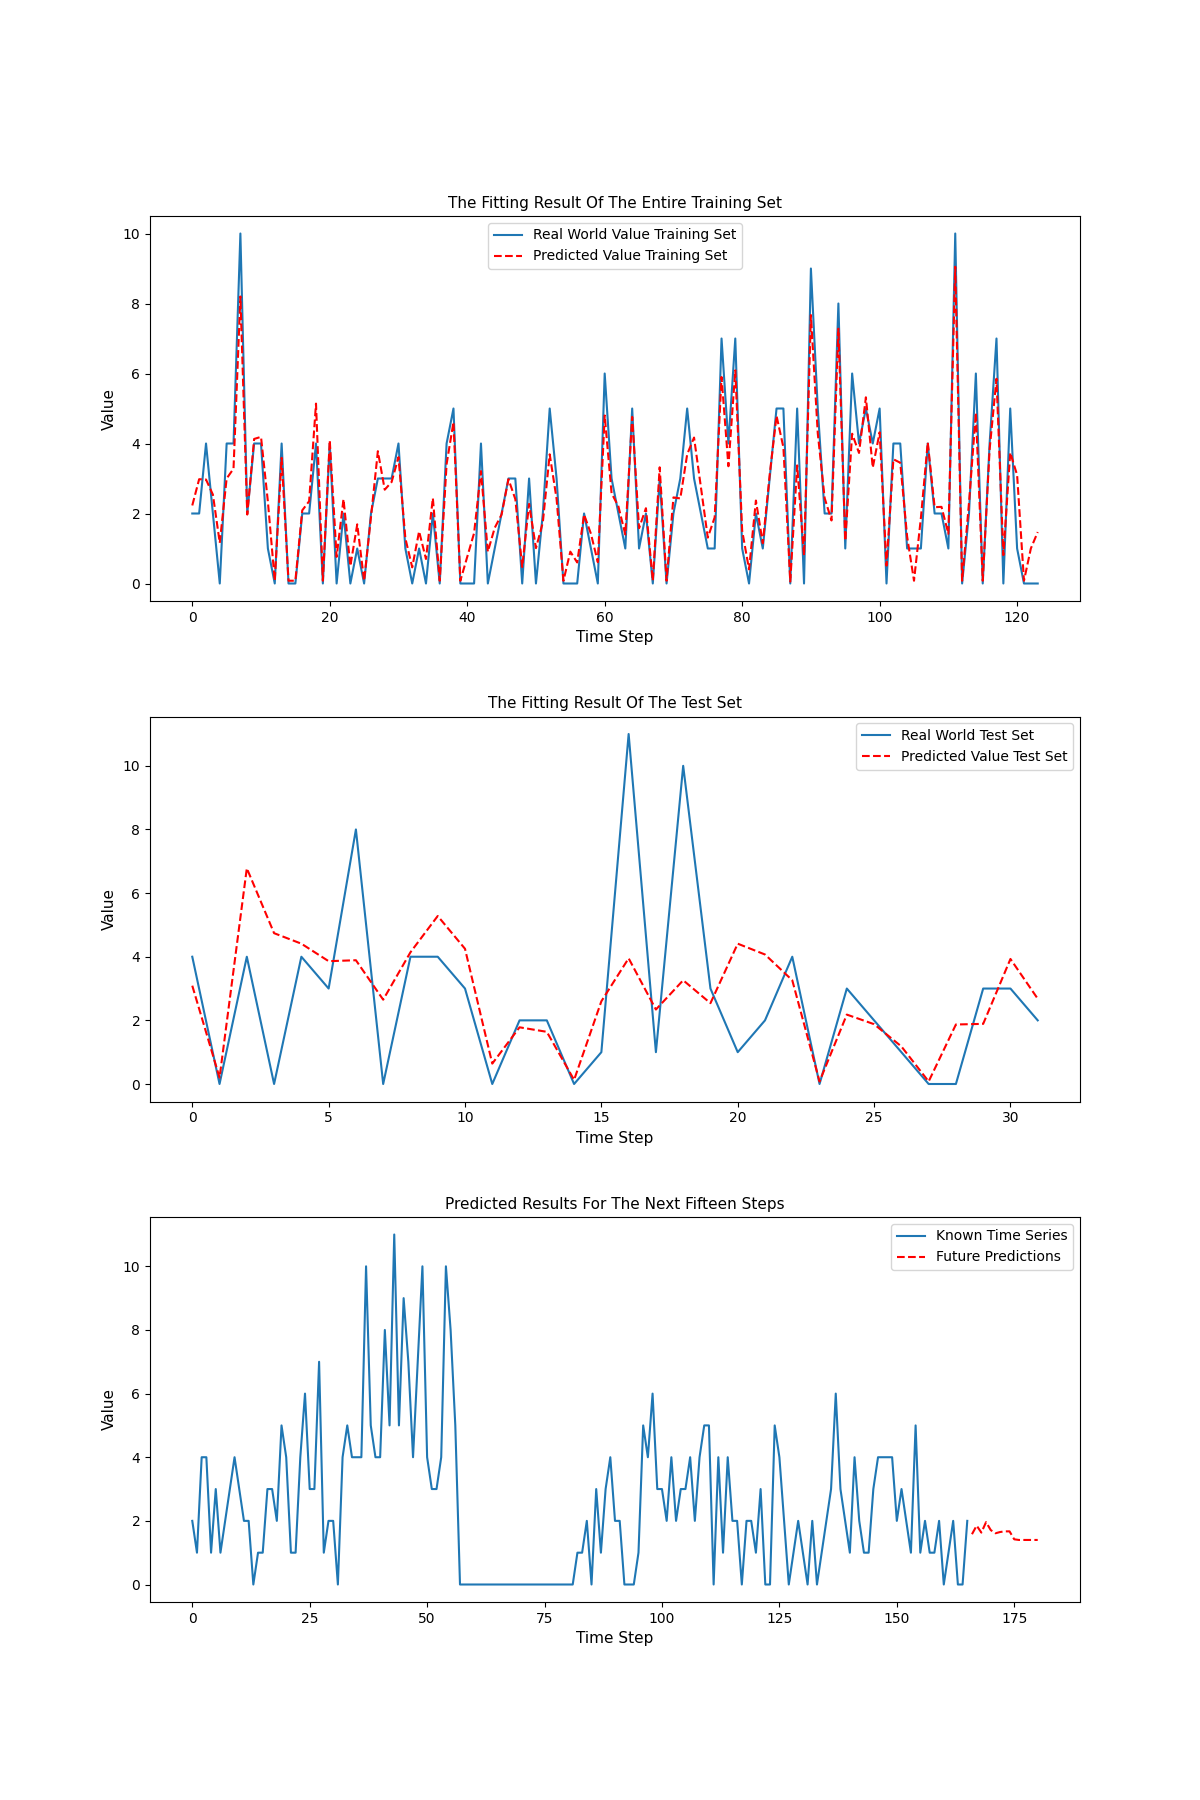 The Fitting Result Of The Entire Training Set
Real World Value Training Set
Predicted Value Training Set
Value
10
8
6
4
2
0
0 20 40 60 80 100 120
Time Step
The Fitting Result Of The Test Set
Real World Test Set
Predicted Value Test Set
Value
10
8
6
4
2
0
0 5 10 15 20 25 30
Time Step
Predicted Results For The Next Fifteen Steps
Known Time Series
Future Predictions
Value
10
8
6
4
2
0
0 25 50 75 100 125 150 175
Time Step